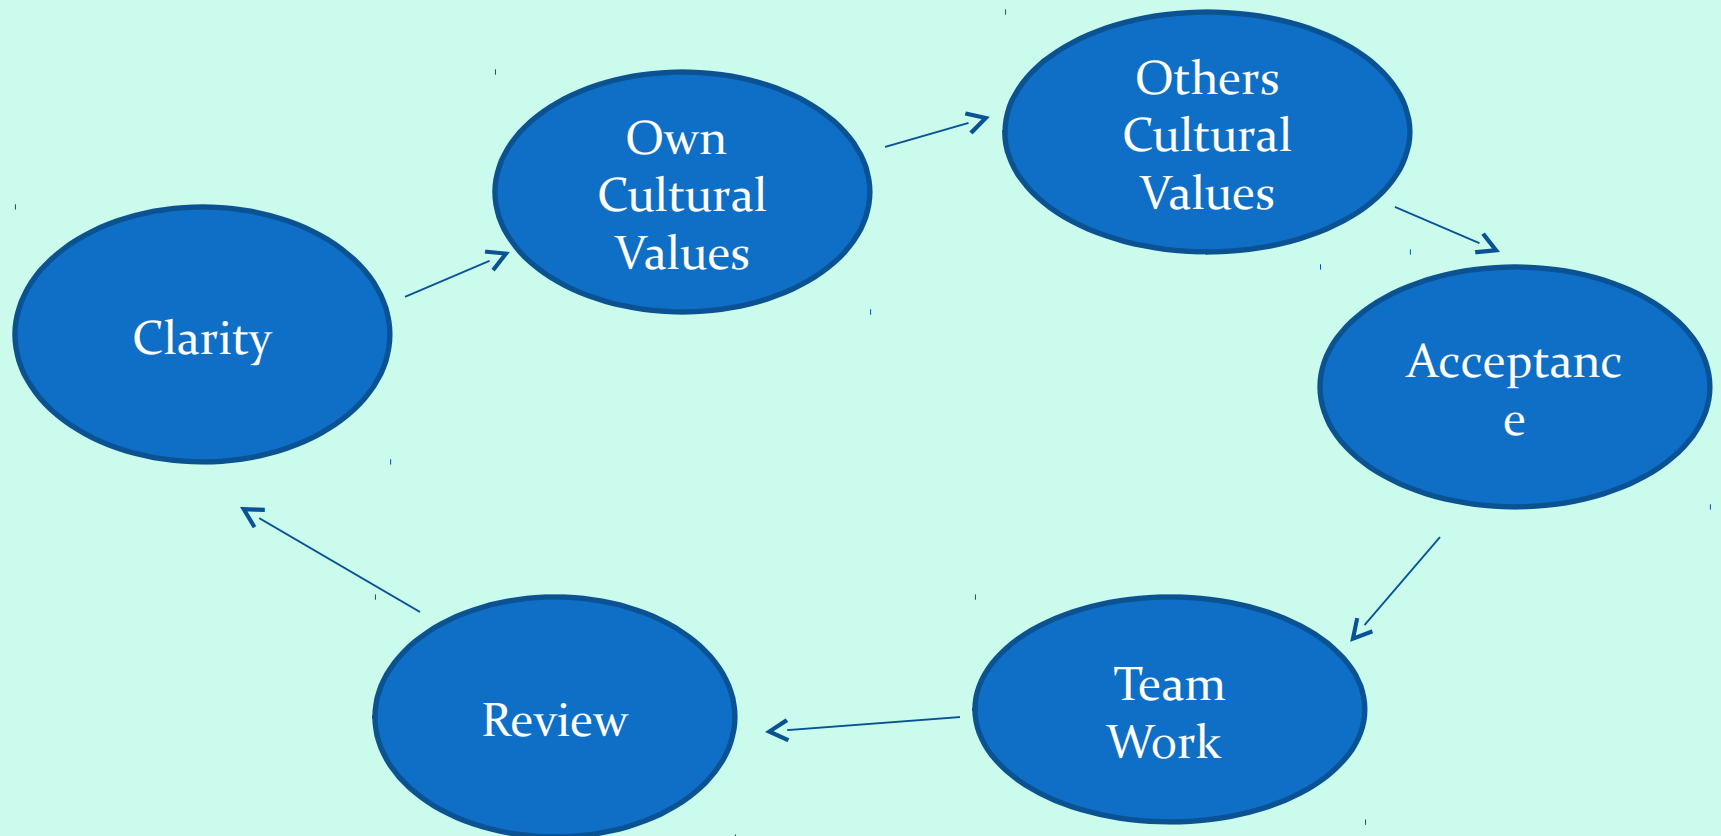 Clarity
Own
Cultural
Values
Others
Cultural
Values
Acceptanc
e
Team
Work
Review